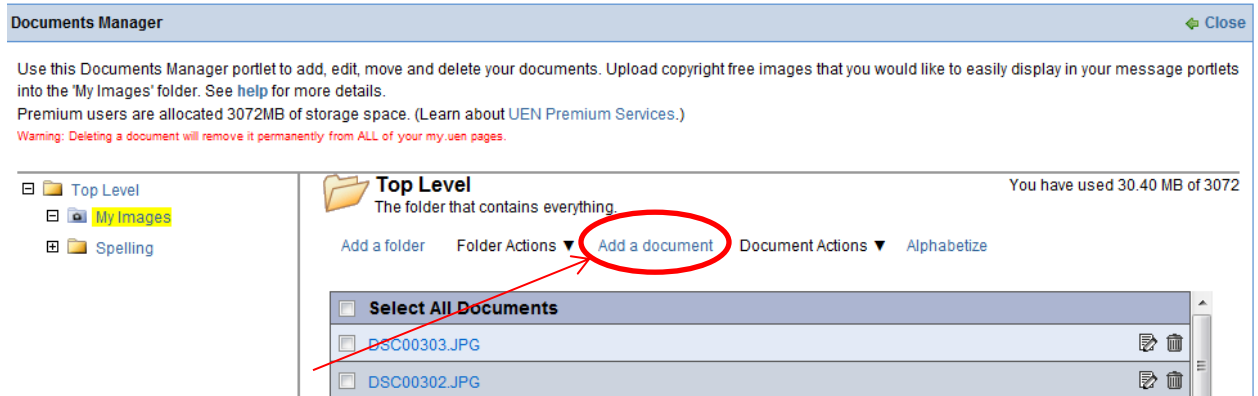 Documents Manager
Close
Use this Documents Manager portlet to add, edit, move and delete your documents. Upload copyright free images that you would like to easily display in your message portlets
into the 'My Images' folder. See help for more details.
Premium users are allocated 3072MB of storage space. (Learn about UEN Premium Services.)
Warning: Deleting a document will remove it permanently from ALL of your my.uen pages.
Top Level
My Images
Spelling
Top Level
You have used 30.40 MB of 3072
The folder that contains everything.
Add a folder Folder Actions ▼ Add a document Document Actions ▼ Alphabetize
Select All Documents
DSC00303.JPG
DSC00302.JPG